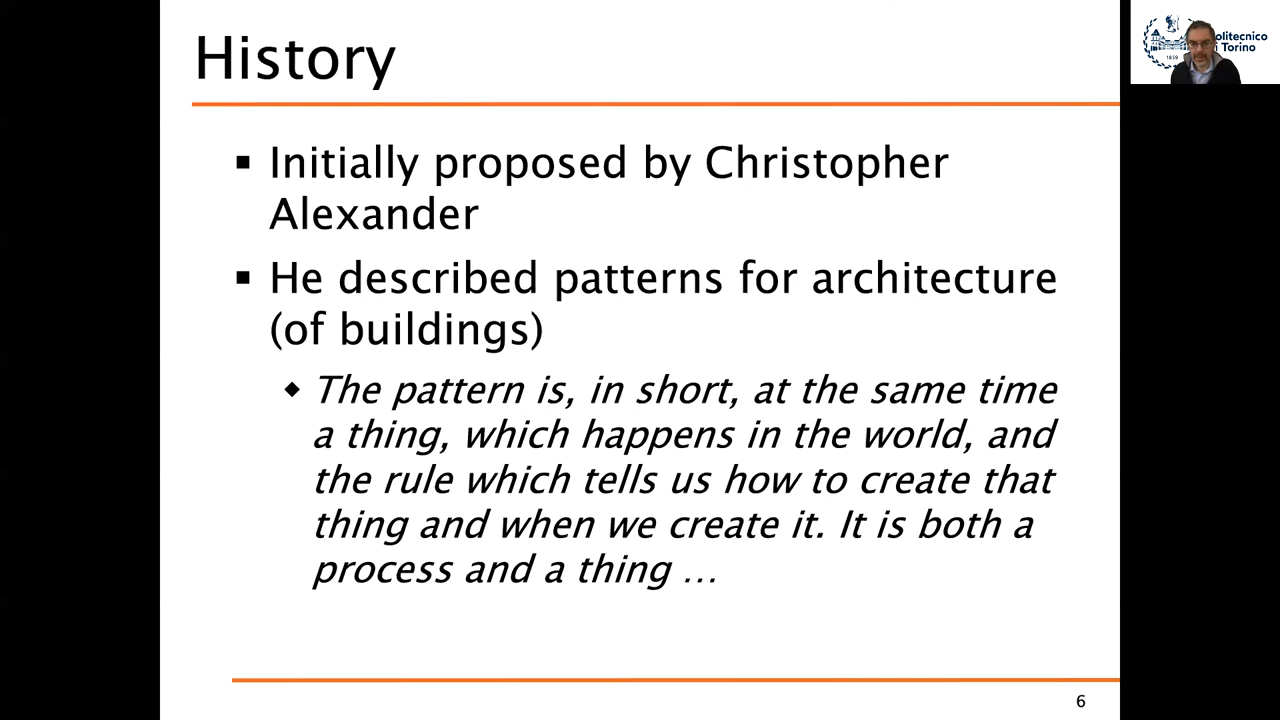 History
▪ Initially proposed by Christopher
Alexander
▪ He described patterns for architecture
(of buildings)
◆ The pattern is, in short, at the same time
a thing, which happens in the world, and
the rule which tells us how to create that
thing and when we create it. It is both a
process and a thing …
6
olitecnico
i Torino
1859